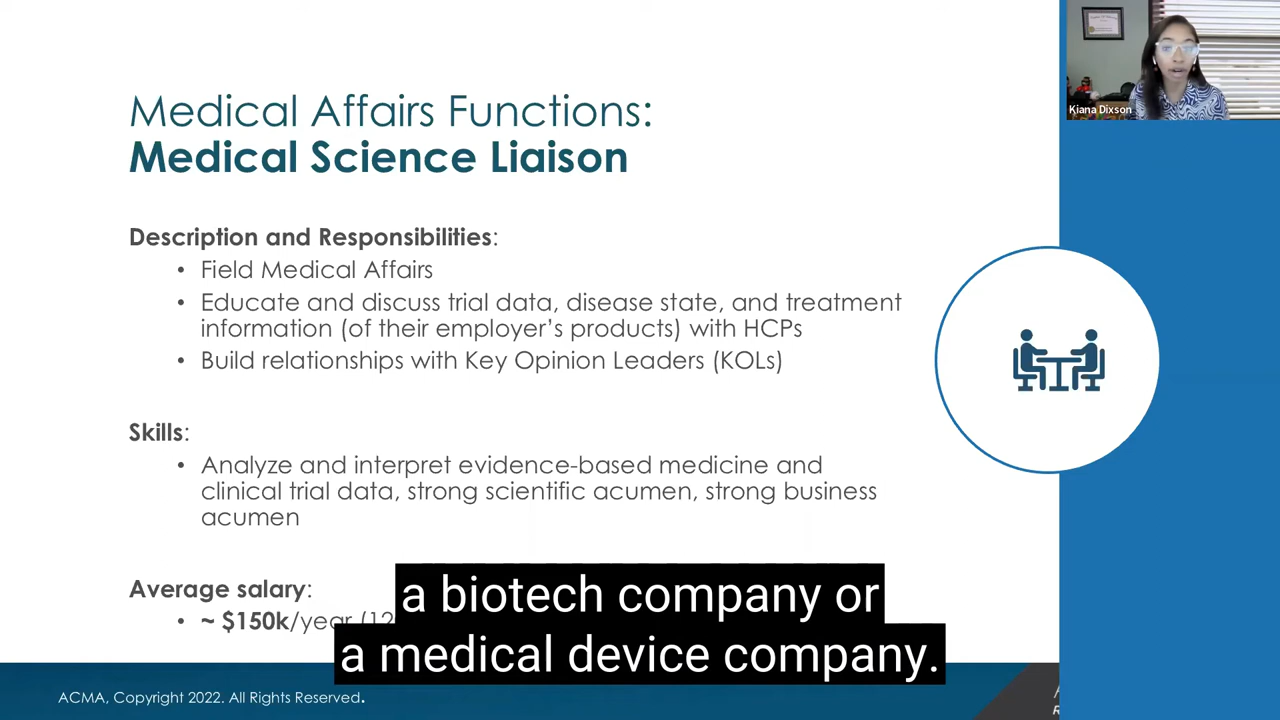 Medical Affairs Functions:
Medical Science Liaison
Kiana Dixson
Description and Responsibilities:
• Field Medical Affairs
• Educate and discuss trial data, disease state, and treatment
information (of their employer’s products) with HCPs
• Build relationships with Key Opinion Leaders (KOLs)
Skills:
• Analyze and interpret evidence-based medicine and
clinical trial data, strong scientific acumen, strong business
acumen
Average salary:
• ~ $150k/year (12
a biotech company or
a medical device company.
ACMA, Copyright 2022. All Rights Reserved.